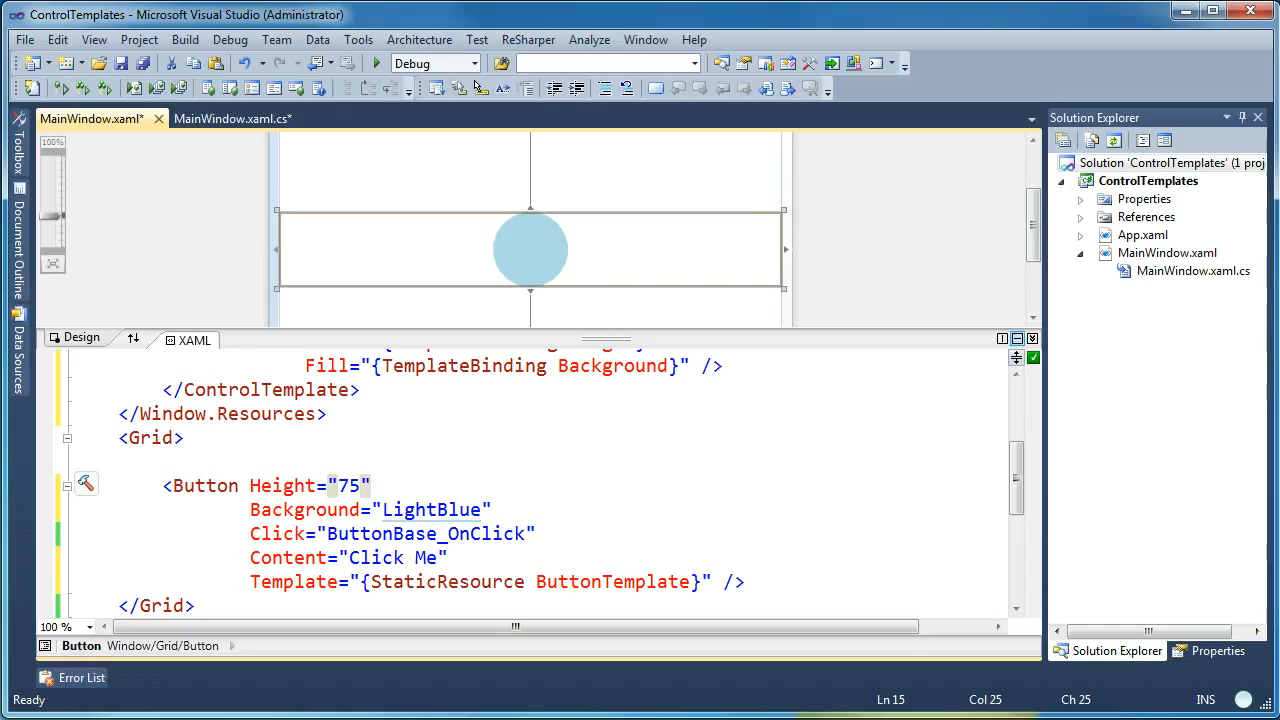 ControlTemplates - Microsoft Visual Studio (Administrator)
File Edit View Project Build Debug Team Data Tools Architecture Test ReSharper Analyze Window Help
Debug
MainWindow.xaml* MainWindow.xaml.cs*
Toolbox
Document Outline
Data Sources
100%
Design XAML
Fill="{TemplateBinding Background}" />
</ControlTemplate>
</Window.Resources>
<Grid>
<Button Height="75"
Background="LightBlue"
Click="ButtonBase_OnClick"
Content="Click Me"
Template="{StaticResource ButtonTemplate}" />
</Grid>
100 %
Button Window/Grid/Button
Solution Explorer
Solution 'ControlTemplates' (1 proj
ControlTemplates
Properties
References
App.xaml
MainWindow.xaml
MainWindow.xaml.cs
Solution Explorer Properties
Error List
Ready Ln 15 Col 25 Ch 25 INS